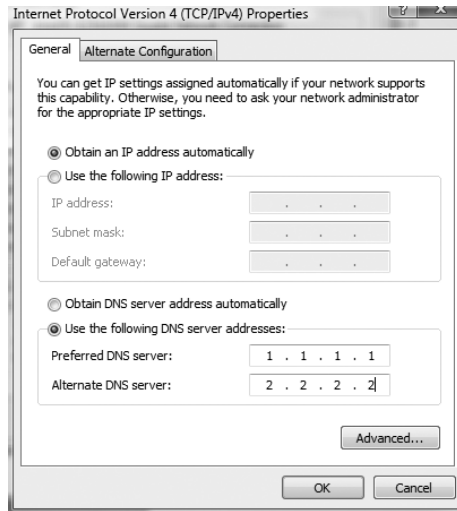 Internet Protocol Version 4 (TCP/IPv4) Properties
General
Alternate Configuration
You can get IP settings assigned automatically if your network supports
this capability. Otherwise, you need to ask your network administrator
for the appropriate IP settings.
Obtain an IP address automatically
Use the following IP address:
IP address:
Subnet mask:
Default gateway:
Obtain DNS server address automatically
Use the following DNS server addresses:
Preferred DNS server: 1 . 1 . 1 . 1
Alternate DNS server: 2 . 2 . 2 . 2
Advanced...
OK
Cancel